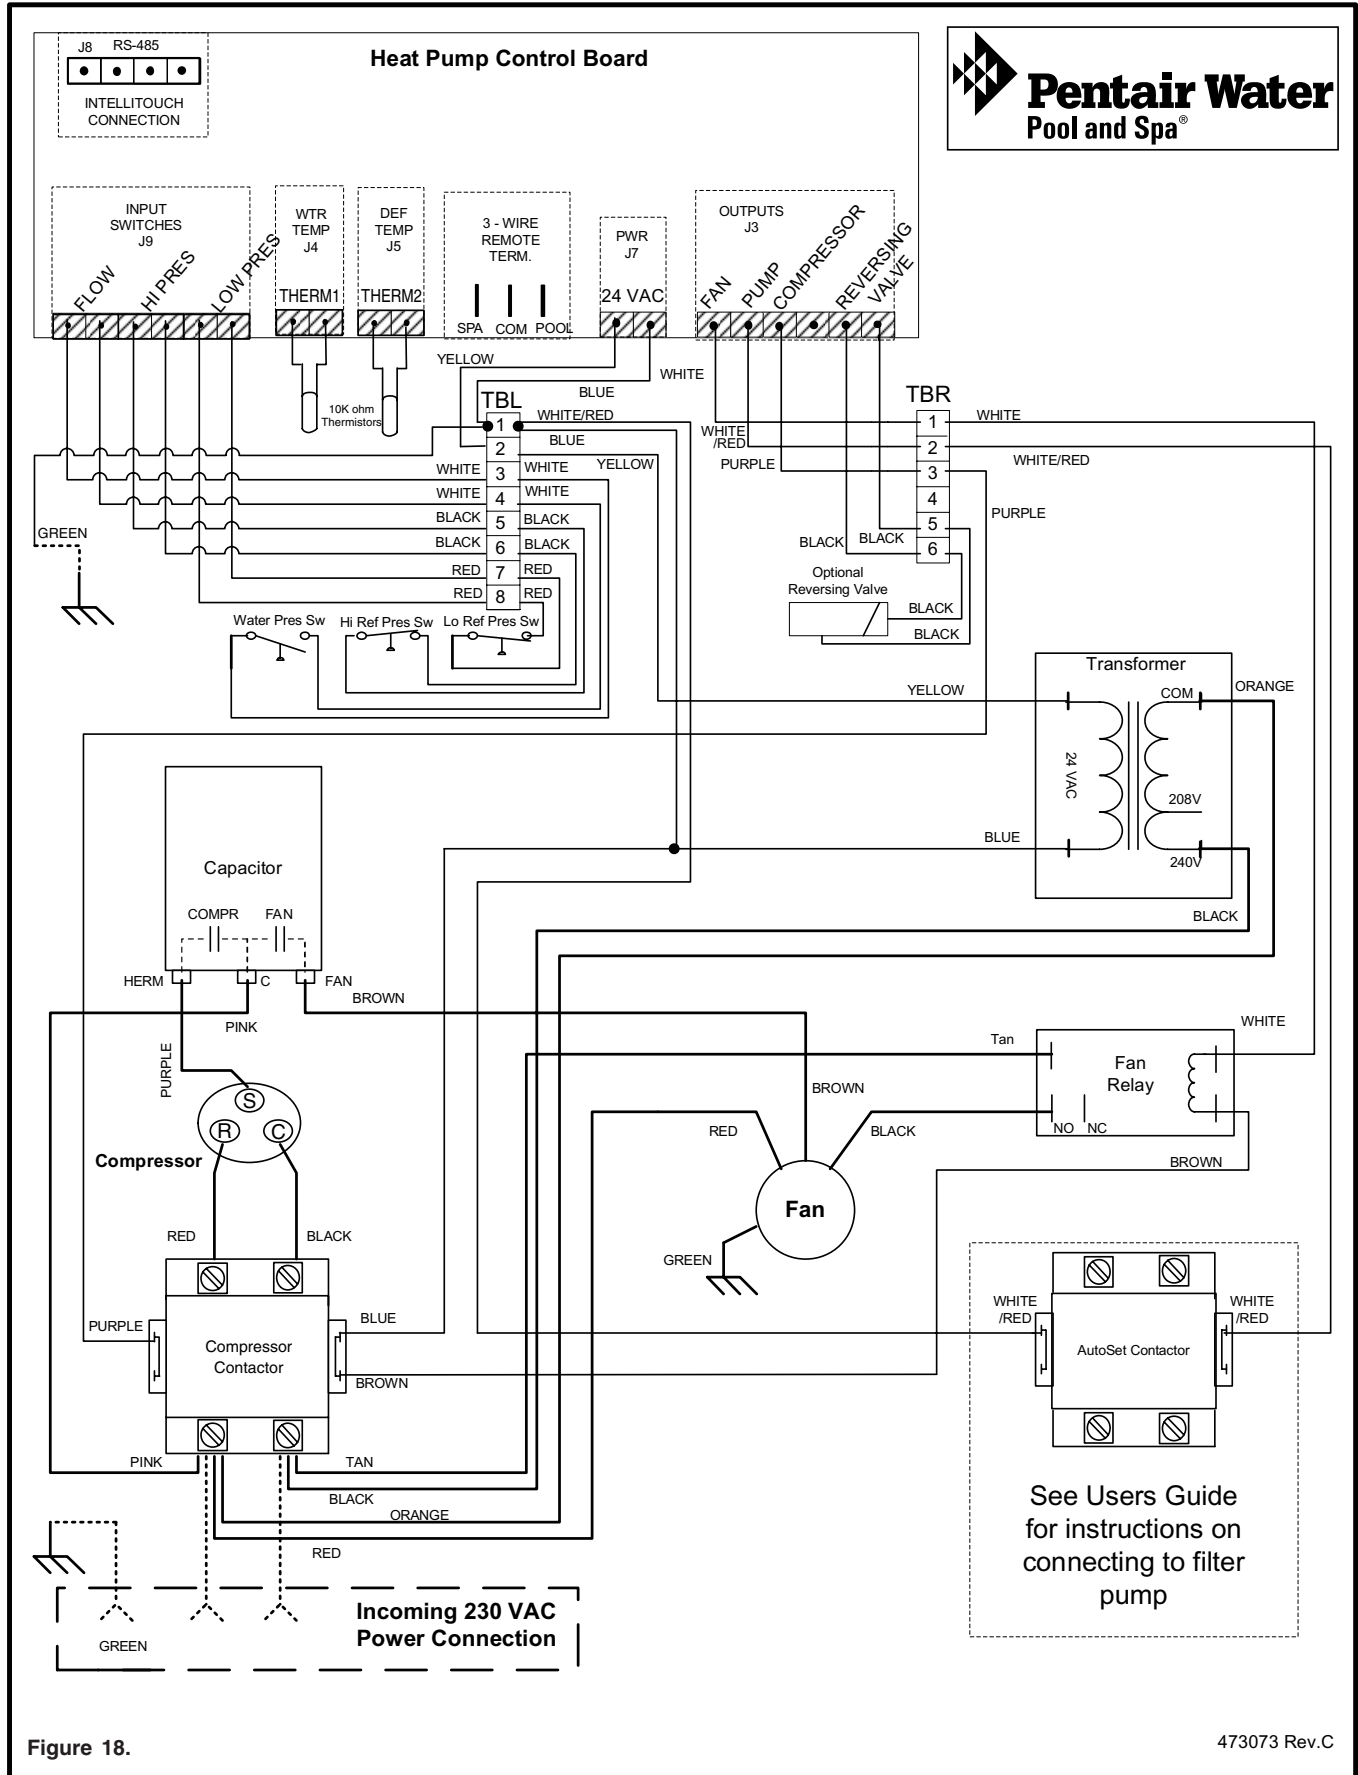 J8 RS-485
INTELLITOUCH
CONNECTION
Heat Pump Control Board
Pentair Water
Pool and Spa®
INPUT
SWITCHES
J9
FLOW
HI PRES
LOW PRES
WTR
TEMP
J4
THERM1
DEF
TEMP
J5
THERM2
3 - WIRE
REMOTE
TERM.
SPA COM POOL
PWR
J7
24 VAC
OUTPUTS
J3
FAN
PUMP
COMPRESSOR
REVERSING
VALVE
YELLOW
WHITE
BLUE
10K ohm
Thermistors
TBL
1
2
3
4
5
6
7
8
WHITE/RED
BLUE
YELLOW
WHITE
WHITE
WHITE
WHITE
BLACK
BLACK
BLACK
BLACK
RED
RED
RED
RED
GREEN
TBR
1
2
3
4
5
6
WHITE
WHITE
/RED
WHITE/RED
PURPLE
PURPLE
BLACK
BLACK
Optional
Reversing Valve
BLACK
BLACK
Water Pres Sw
Hi Ref Pres Sw
Lo Ref Pres Sw
Transformer
YELLOW
COM
ORANGE
24 VAC
208V
BLUE
240V
BLACK
Capacitor
COMPR
FAN
HERM
C
FAN
BROWN
PINK
PURPLE
S
R
C
Compressor
RED
BLACK
Tan
WHITE
Fan
Relay
NO
NC
BROWN
RED
BLACK
BROWN
Fan
GREEN
PURPLE
BLUE
Compressor
Contactor
BROWN
PINK
TAN
BLACK
ORANGE
RED
WHITE
/RED
WHITE
/RED
AutoSet Contactor
See Users Guide
for instructions on
connecting to filter
pump
Incoming 230 VAC
Power Connection
GREEN
Figure 18.
473073 Rev.C